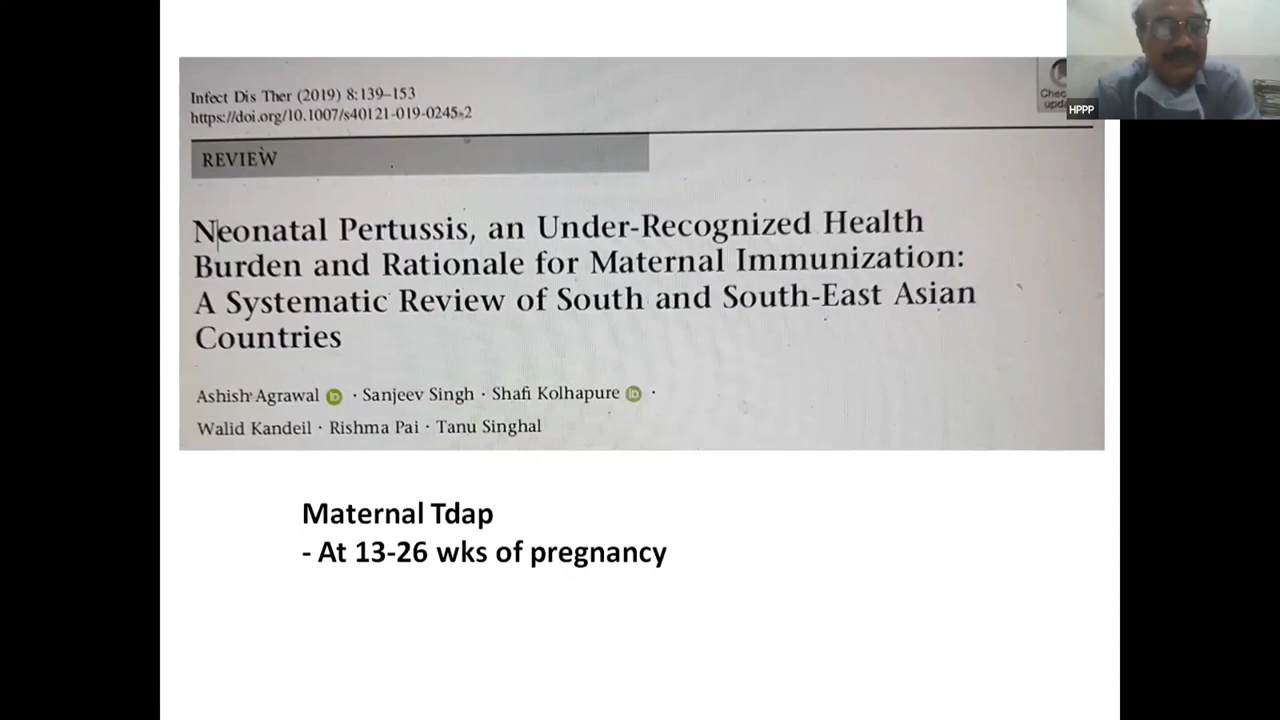 Infect Dis Ther (2019) 8:139–153
https://doi.org/10.1007/s40121-019-0245-2
REVIEW
Neonatal Pertussis, an Under-Recognized Health
Burden and Rationale for Maternal Immunization:
A Systematic Review of South and South-East Asian
Countries
Ashish Agrawal iD · Sanjeev Singh · Shafi Kolhapure iD ·
Walid Kandeil · Rishma Pai · Tanu Singhal
Maternal Tdap
- At 13-26 wks of pregnancy
HPPP